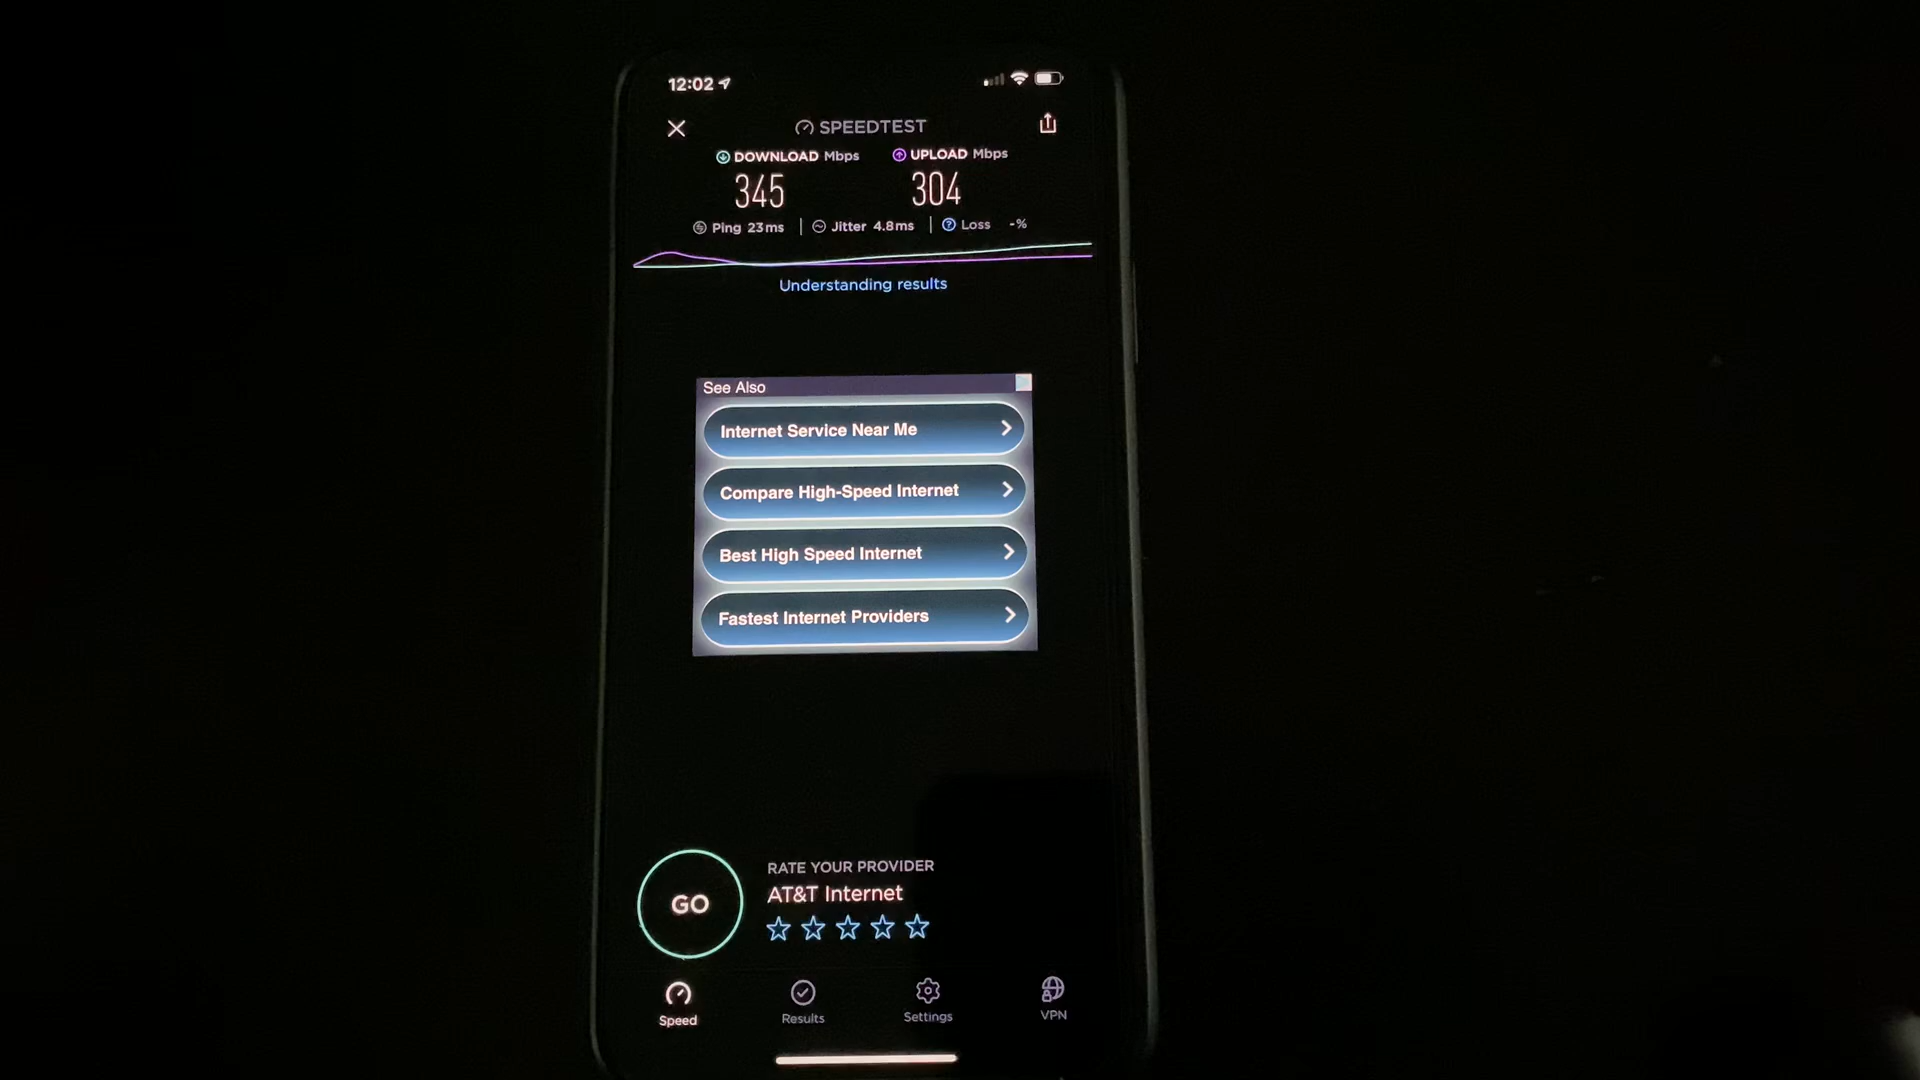 12:02
SPEEDTEST
DOWNLOAD Mbps UPLOAD Mbps
345 304
Ping 23ms Jitter 4.8ms Loss -%
Understanding results
See Also
Internet Service Near Me
Compare High-Speed Internet
Best High Speed Internet
Fastest Internet Providers
GO
RATE YOUR PROVIDER
AT&T Internet
Speed Results Settings VPN